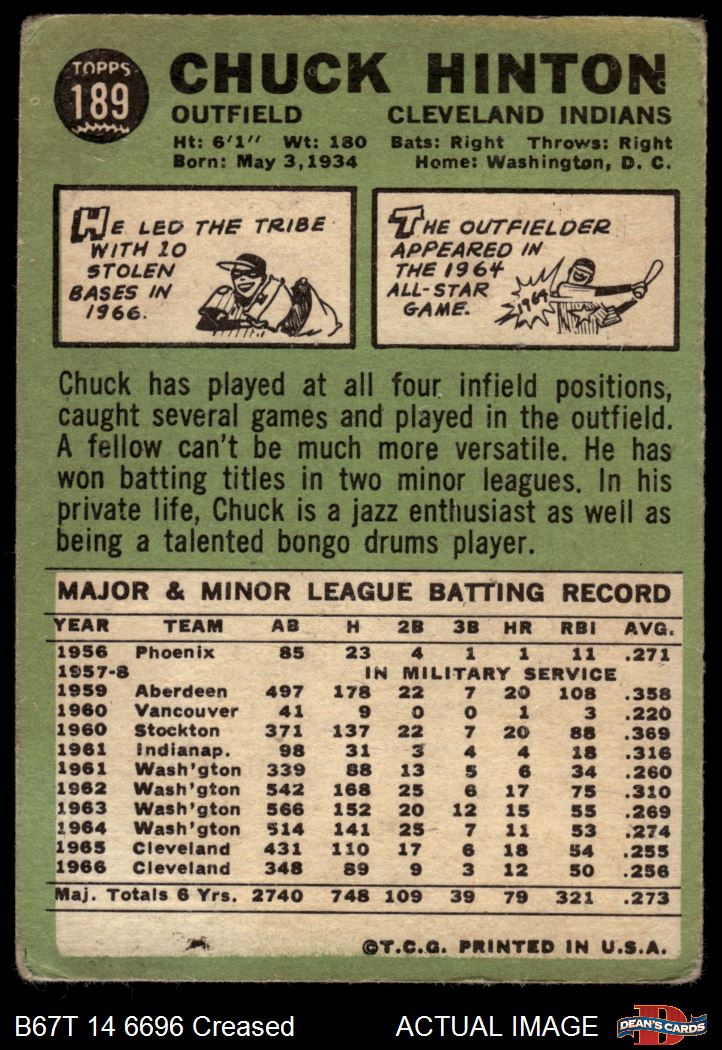 TOPPS
189
CHUCK HINTON
OUTFIELD CLEVELAND INDIANS
Ht: 6'1'' Wt: 180 Bats: Right Throws: Right
Born: May 3, 1934 Home: Washington, D. C.
HE LED THE TRIBE
WITH 10
STOLEN
BASES IN
1966.
THE OUTFIELDER
APPEARED IN
THE 1964
ALL-STAR
GAME.
1964
Chuck has played at all four infield positions,
caught several games and played in the outfield.
A fellow can't be much more versatile. He has
won batting titles in two minor leagues. In his
private life, Chuck is a jazz enthusiast as well as
being a talented bongo drums player.
MAJOR & MINOR LEAGUE BATTING RECORD
YEAR TEAM AB H 2B 3B HR RBI AVG.
1956 Phoenix 85 23 4 1 1 11 .271
1957-8 IN MILITARY SERVICE
1959 Aberdeen 497 178 22 7 20 108 .358
1960 Vancouver 41 9 0 0 1 3 .220
1960 Stockton 371 137 22 7 20 88 .369
1961 Indianap. 98 31 3 4 4 18 .316
1961 Wash'gton 339 88 13 5 6 34 .260
1962 Wash'gton 542 168 25 6 17 75 .310
1963 Wash'gton 566 152 20 12 15 55 .269
1964 Wash'gton 514 141 25 7 11 53 .274
1965 Cleveland 431 110 17 6 18 54 .255
1966 Cleveland 348 89 9 3 12 50 .256
Maj. Totals 6 Yrs. 2740 748 109 39 79 321 .273
©T.C.G. PRINTED IN U.S.A.
B67T 14 6696 Creased ACTUAL IMAGE
D
DEAN'S CARDS